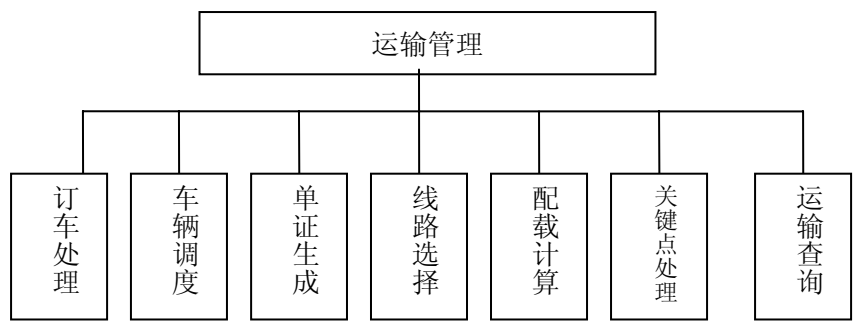 运输管理
订车处理
车辆调度
单证生成
线路选择
配载计算
关键点处理
运输查询